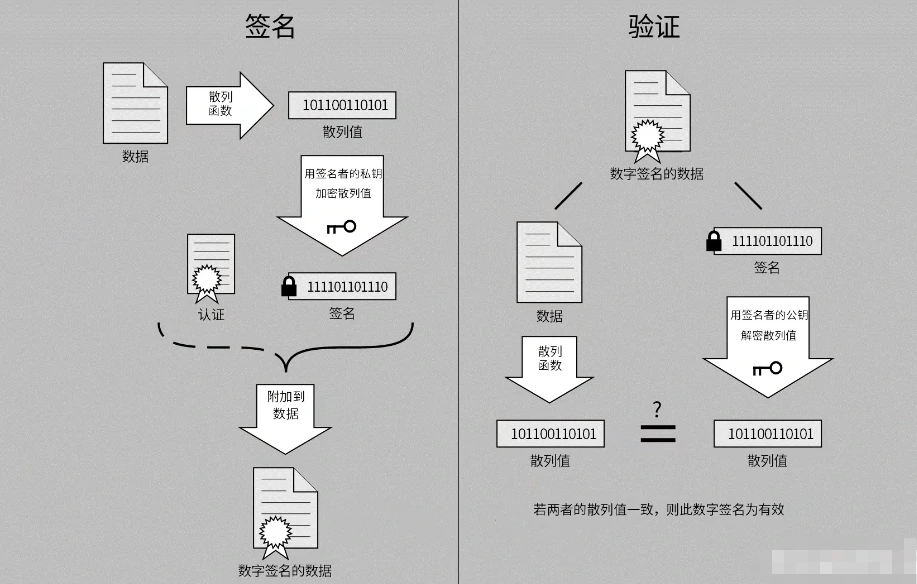 签名
散列
函数
101100110101
散列值
数据
用签名者的私钥
加密散列值
认证
111101101110
签名
附加到
数据
数字签名的数据
验证
数字签名的数据
数据
111101101110
签名
散列
函数
用签名者的公钥
解密散列值
101100110101
散列值
?
=
101100110101
散列值
若两者的散列值一致，则此数字签名为有效